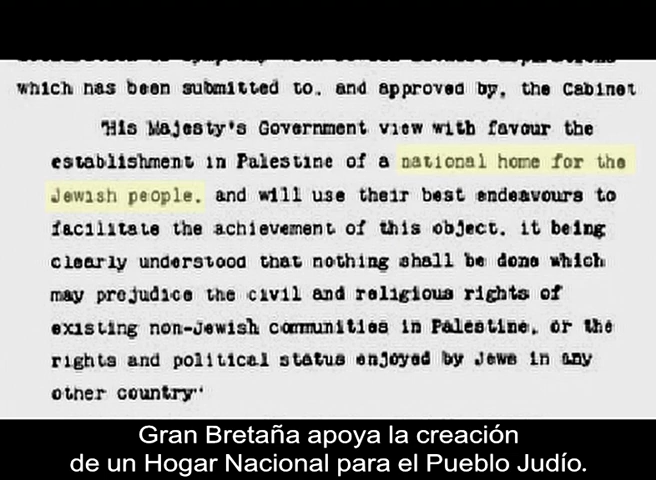 which has been submitted to, and approved by, the Cabinet
"His Majesty's Government view with favour the
establishment in Palestine of a national home for the
Jewish people, and will use their best endeavours to
facilitate the achievement of this object, it being
clearly understood that nothing shall be done which
may prejudice the civil and religious rights of
existing non-Jewish communities in Palestine, or the
rights and political status enjoyed by Jews in any
other country"
Gran Bretaña apoya la creación
de un Hogar Nacional para el Pueblo Judío.